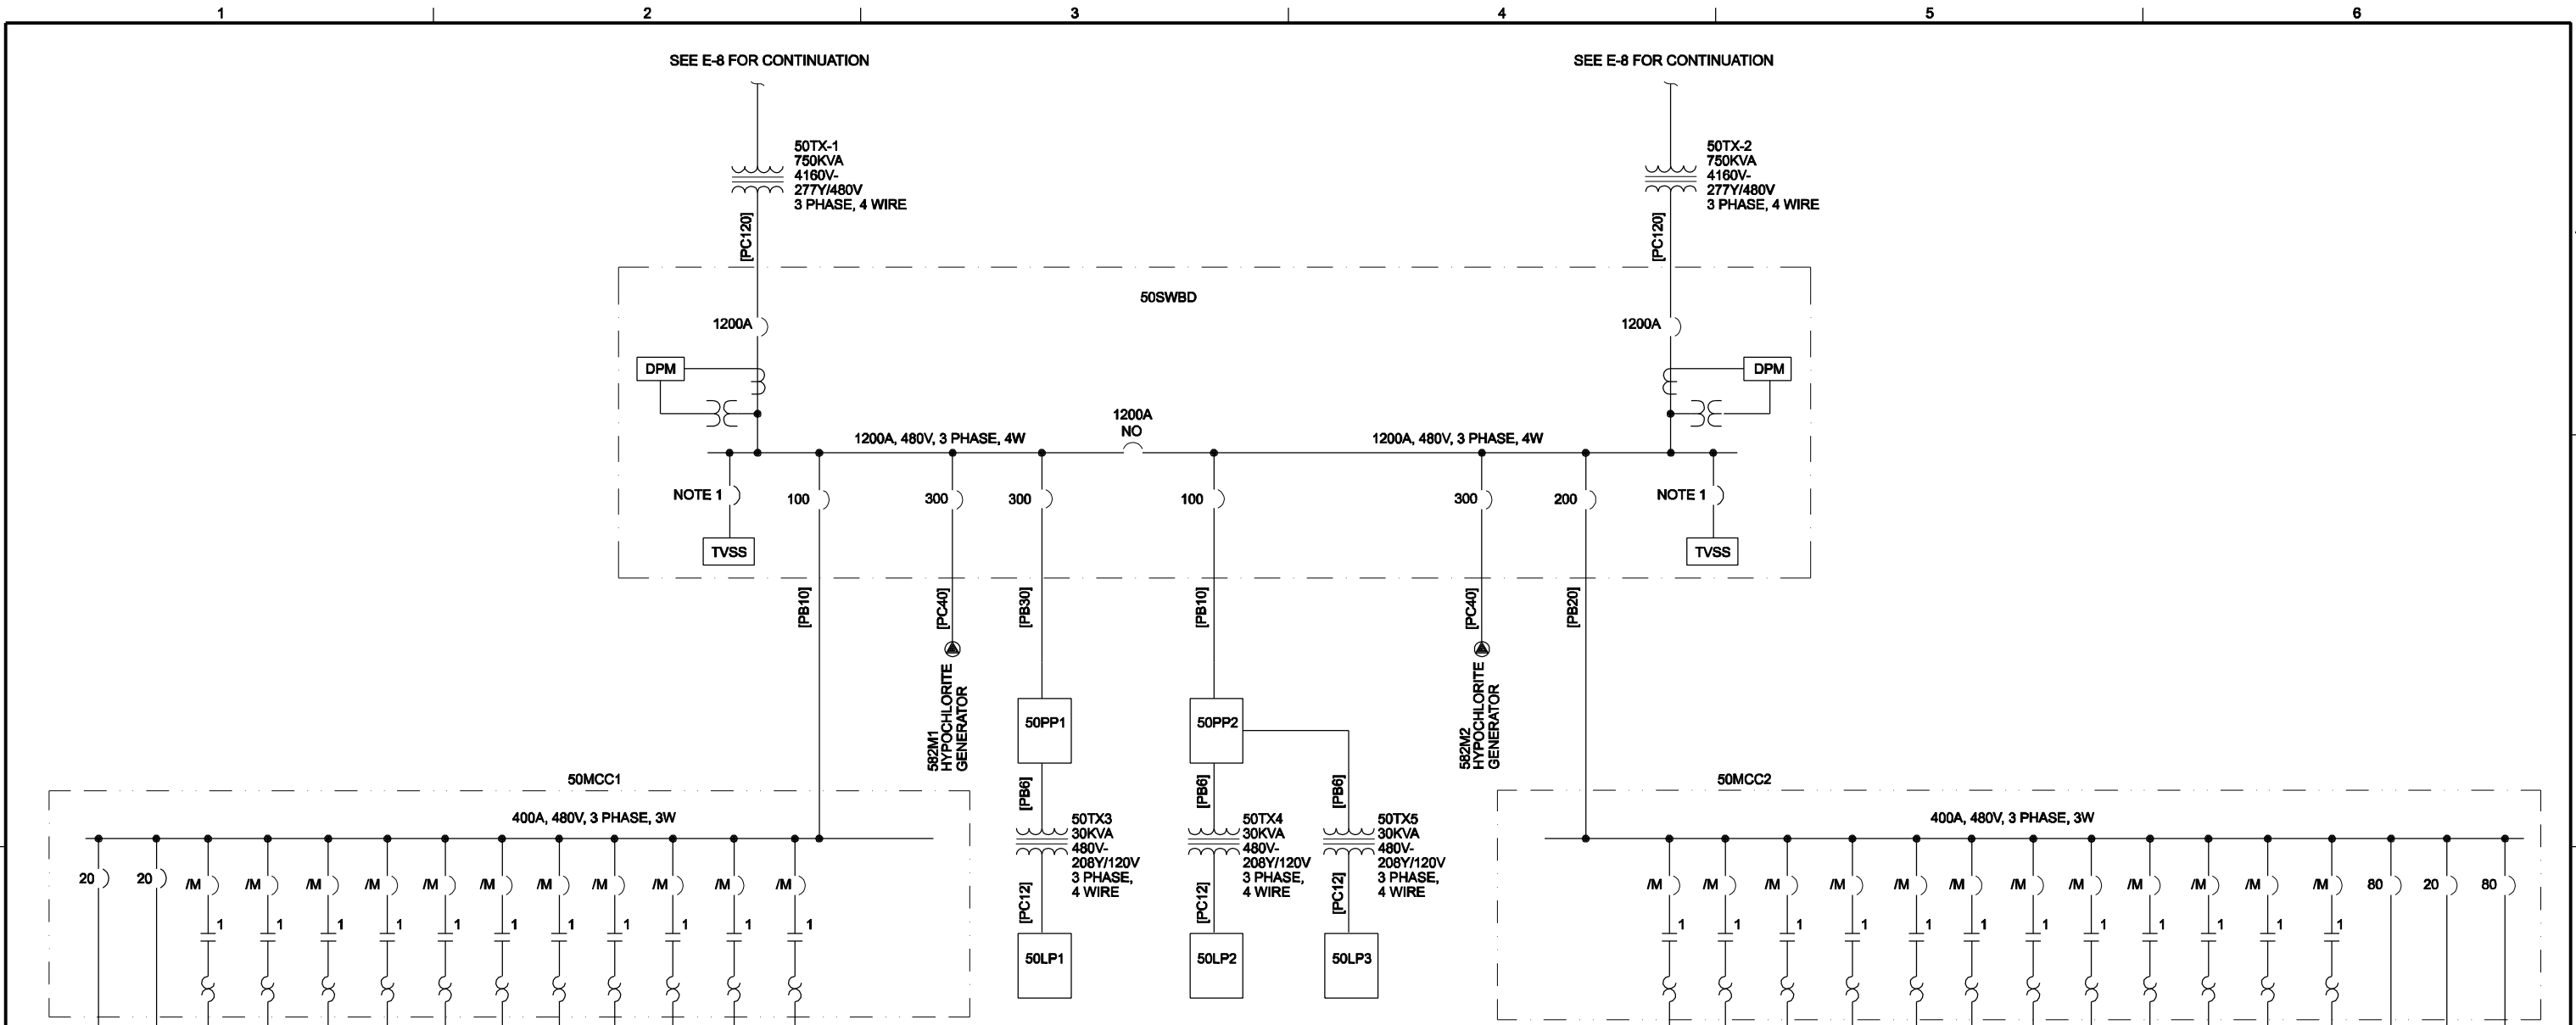 1 2 3 4 5 6
SEE E-8 FOR CONTINUATION
SEE E-8 FOR CONTINUATION
50TX-1
750KVA
4160V-
277Y/480V
3 PHASE, 4 WIRE
50TX-2
750KVA
4160V-
277Y/480V
3 PHASE, 4 WIRE
[PC120]
[PC120]
50SWBD
1200A
1200A
DPM
DPM
1200A
NO
1200A, 480V, 3 PHASE, 4W
1200A, 480V, 3 PHASE, 4W
NOTE 1
100
300
300
100
300
200
NOTE 1
TVSS
TVSS
[PB10]
[PC40]
[PB30]
[PB10]
[PC40]
[PB20]
582M1
HYPOCHLORITE
GENERATOR
50PP1
50PP2
582M2
HYPOCHLORITE
GENERATOR
[PB6]
[PB6]
[PB6]
50TX3
30KVA
480V-
208Y/120V
3 PHASE,
4 WIRE
50TX4
30KVA
480V-
208Y/120V
3 PHASE,
4 WIRE
50TX5
30KVA
480V-
208Y/120V
3 PHASE,
4 WIRE
[PC12]
[PC12]
[PC12]
50LP1
50LP2
50LP3
50MCC1
400A, 480V, 3 PHASE, 3W
20 20 /M /M /M /M /M /M /M /M /M /M /M
1 1 1 1 1 1 1 1 1 1 1
50MCC2
400A, 480V, 3 PHASE, 3W
/M /M /M /M /M /M /M /M /M /M /M /M 80 20 80
1 1 1 1 1 1 1 1 1 1 1 1